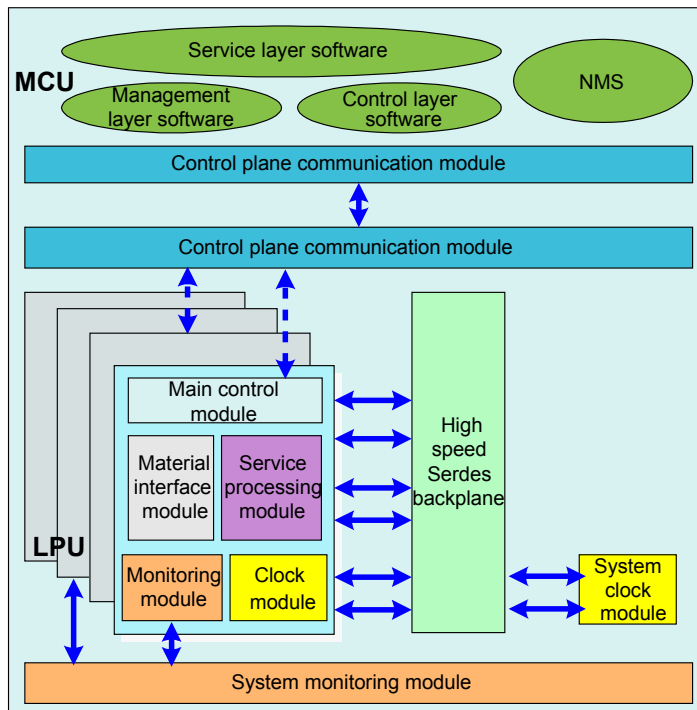 Service layer software
MCU
NMS
Management
layer software
Control layer
software
Control plane communication module
Control plane communication module
Main control
module
High
speed
Serdes
backplane
Material
interface
module
Service
processing
module
LPU
Monitoring
module
Clock
module
System
clock
module
System monitoring module